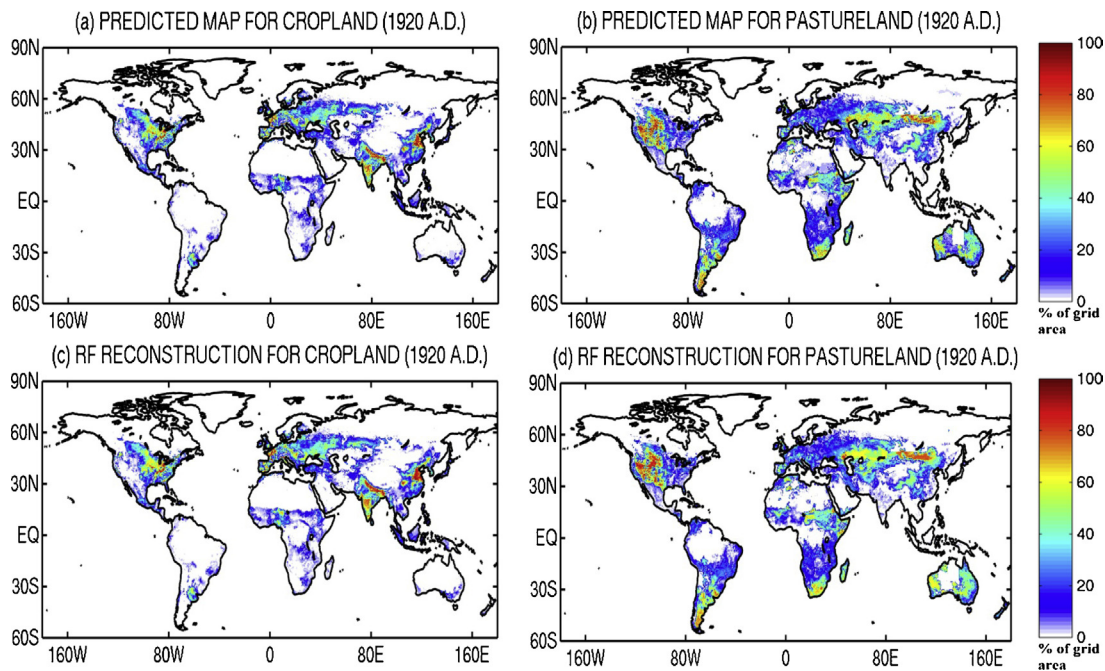 (a) PREDICTED MAP FOR CROPLAND (1920 A.D.)
90N
60N
30N
EQ
30S
60S
160W 80W 0 80E 160E
(b) PREDICTED MAP FOR PASTURELAND (1920 A.D.)
90N
60N
30N
EQ
30S
60S
160W 80W 0 80E 160E
100
80
60
40
20
0
% of grid
area
(c) RF RECONSTRUCTION FOR CROPLAND (1920 A.D.)
90N
60N
30N
EQ
30S
60S
160W 80W 0 80E 160E
(d) RF RECONSTRUCTION FOR PASTURELAND (1920 A.D.)
90N
60N
30N
EQ
30S
60S
160W 80W 0 80E 160E
100
80
60
40
20
0
% of grid
area